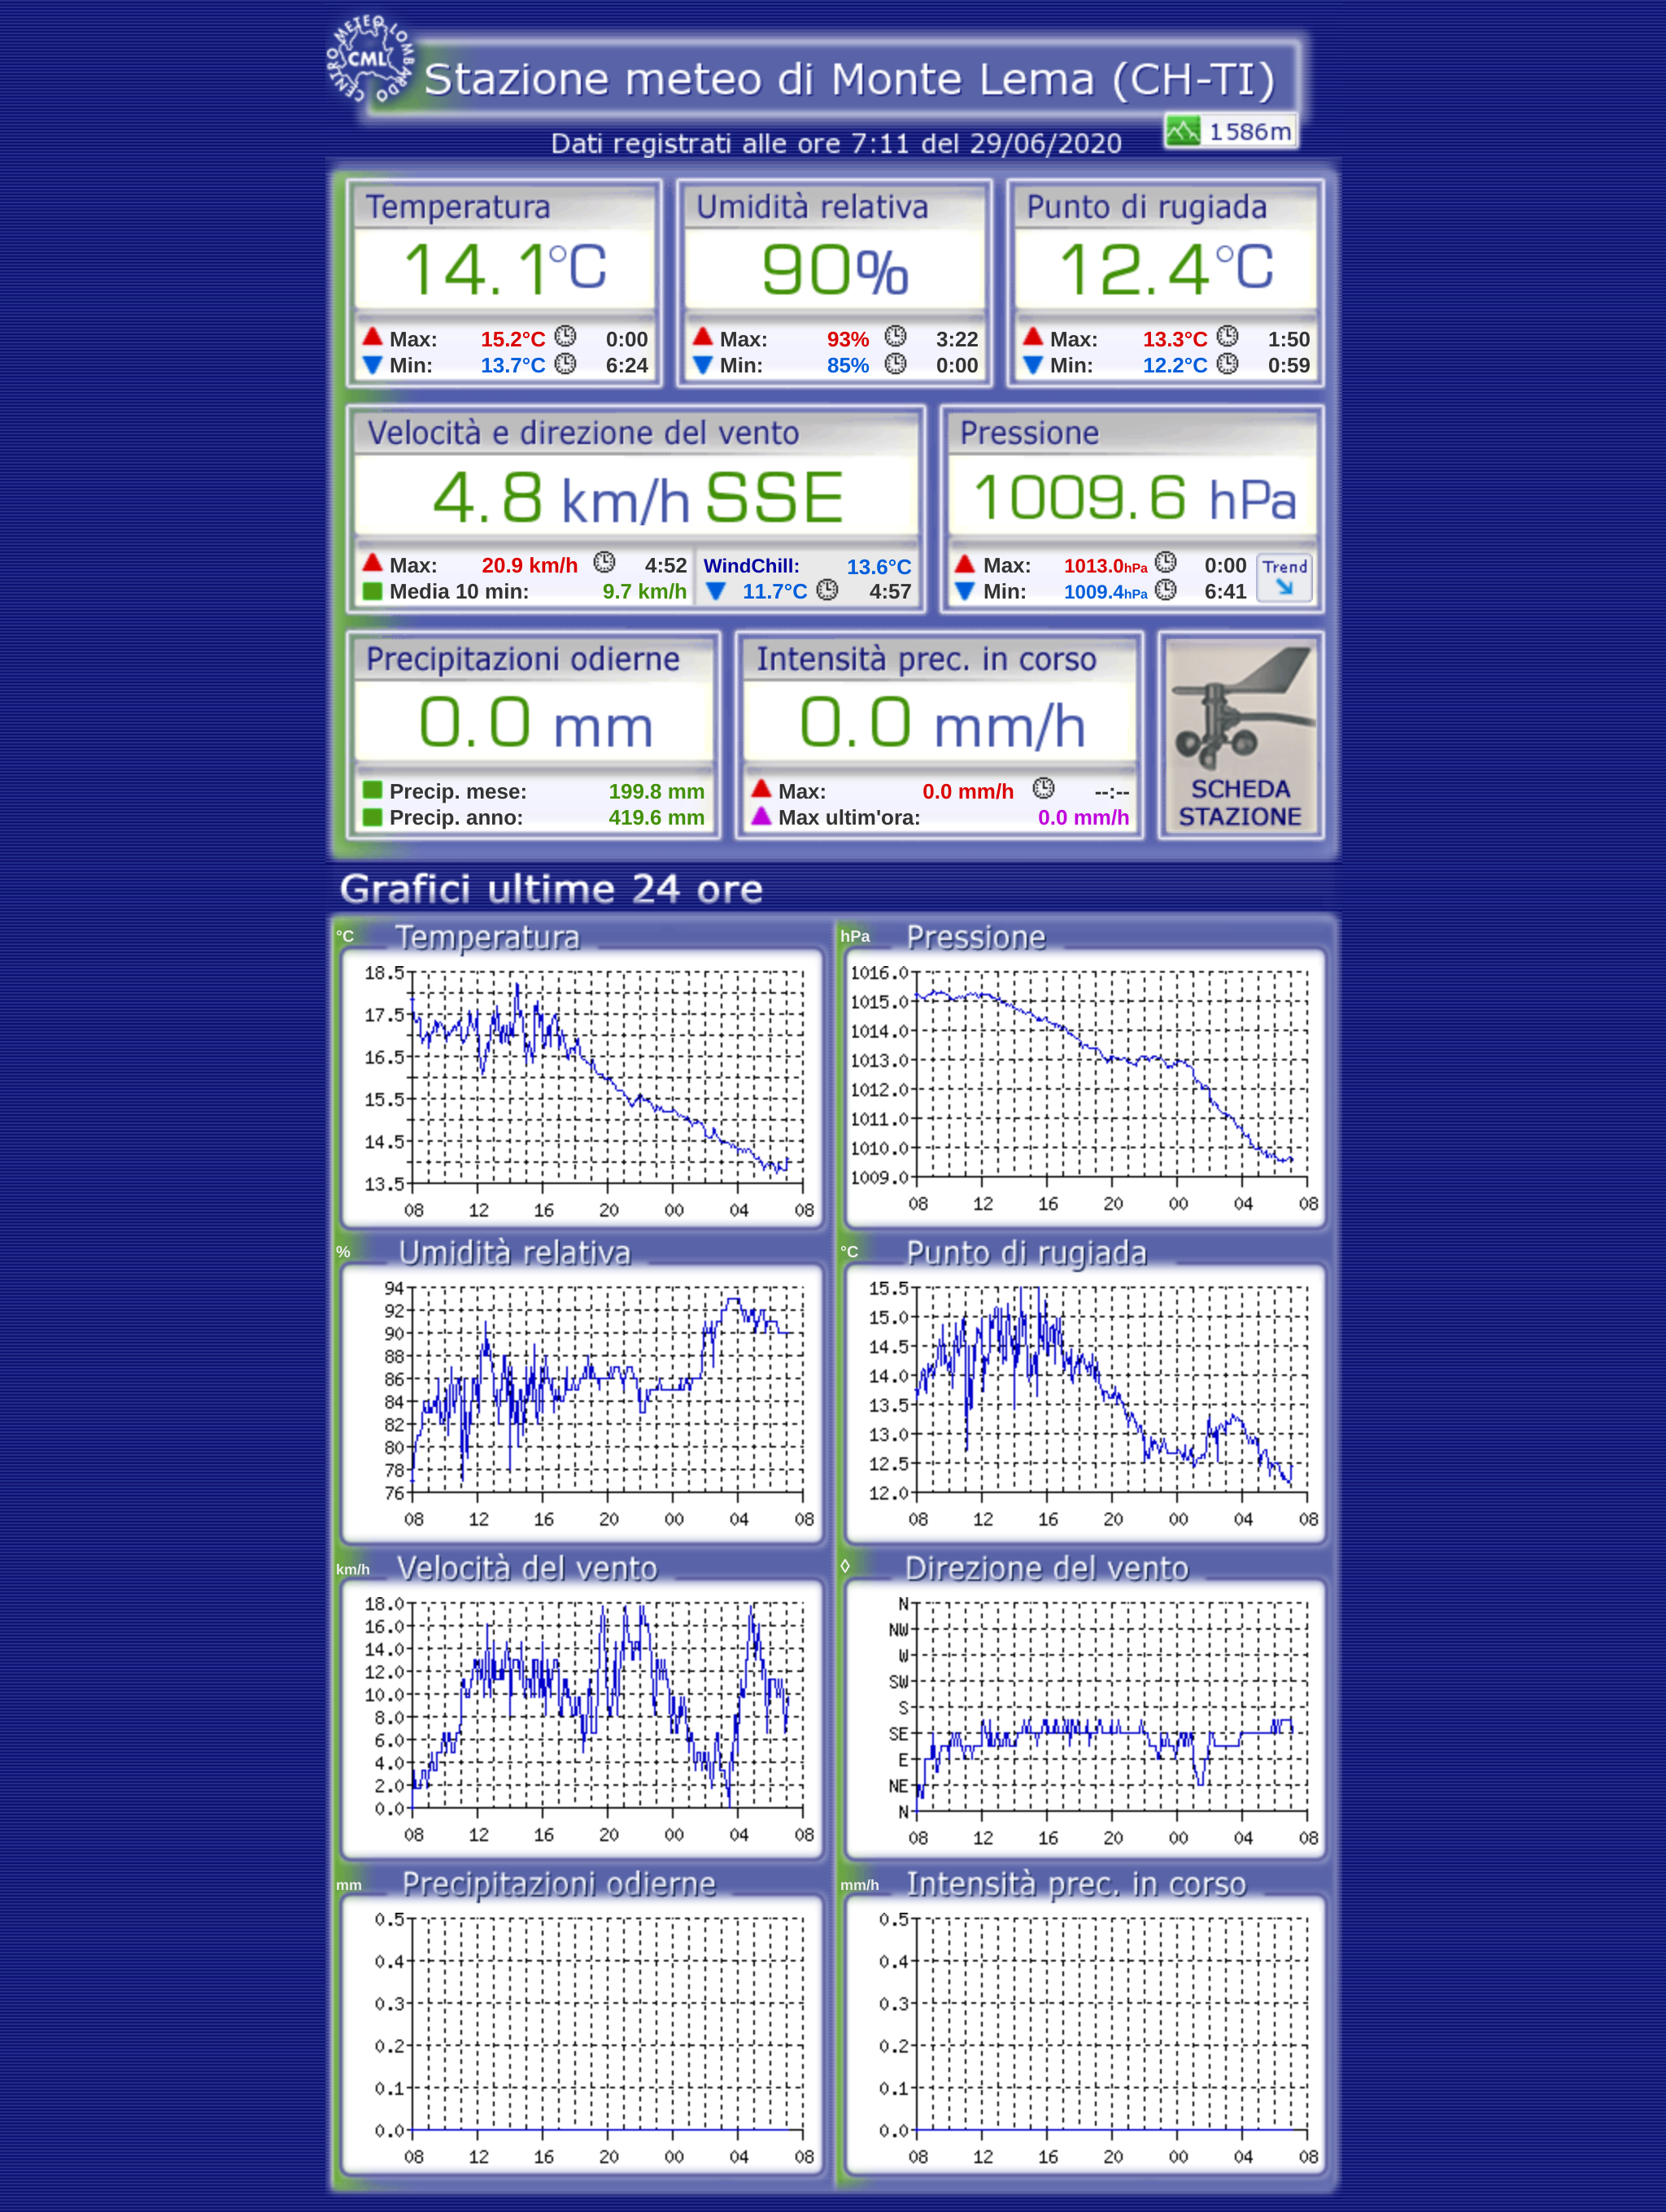 CENTRO METEO LOMBARDO
CML
Stazione meteo di Monte Lema (CH-TI)
Dati registrati alle ore 7:11 del 29/06/2020
1586m
Temperatura Umidità relativa Punto di rugiada
14.1°C 90% 12.4°C
Max: 15.2°C 0:00 Max: 93% 3:22 Max: 13.3°C 1:50
Min: 13.7°C 6:24 Min: 85% 0:00 Min: 12.2°C 0:59
Velocità e direzione del vento Pressione
4.8 km/h SSE 1009.6 hPa
Max: 20.9 km/h 4:52 WindChill: 13.6°C Max: 1013.0hPa 0:00 Trend
Media 10 min: 9.7 km/h 11.7°C 4:57 Min: 1009.4hPa 6:41
Precipitazioni odierne Intensità prec. in corso
0.0 mm 0.0 mm/h
Precip. mese: 199.8 mm Max: 0.0 mm/h --:-- SCHEDA
Precip. anno: 419.6 mm Max ultim'ora: 0.0 mm/h STAZIONE
Grafici ultime 24 ore
°C Temperatura
18.5
17.5
16.5
15.5
14.5
13.5
08 12 16 20 00 04 08
hPa Pressione
1016.0
1015.0
1014.0
1013.0
1012.0
1011.0
1010.0
1009.0
08 12 16 20 00 04 08
% Umidità relativa
94
92
90
88
86
84
82
80
78
76
08 12 16 20 00 04 08
°C Punto di rugiada
15.5
15.0
14.5
14.0
13.5
13.0
12.5
12.0
08 12 16 20 00 04 08
km/h Velocità del vento
18.0
16.0
14.0
12.0
10.0
8.0
6.0
4.0
2.0
0.0
08 12 16 20 00 04 08
◊ Direzione del vento
N
NW
W
SW
S
SE
E
NE
N
08 12 16 20 00 04 08
mm Precipitazioni odierne
0.5
0.4
0.3
0.2
0.1
0.0
08 12 16 20 00 04 08
mm/h Intensità prec. in corso
0.5
0.4
0.3
0.2
0.1
0.0
08 12 16 20 00 04 08